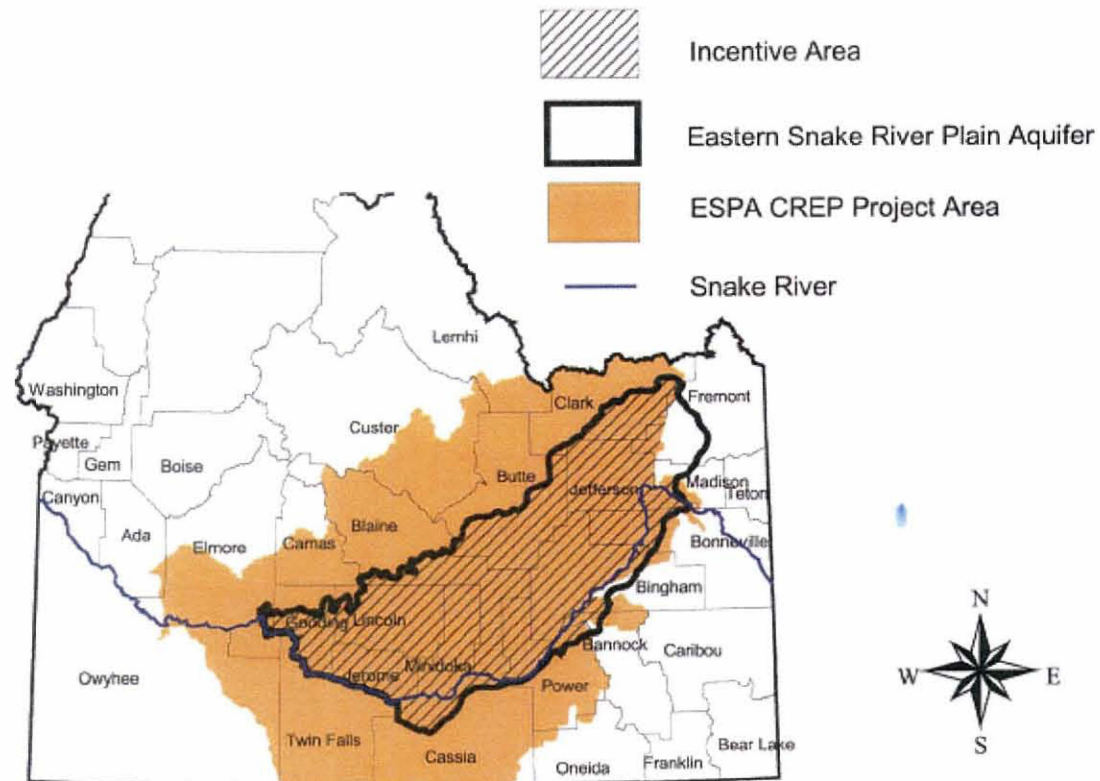 Incentive Area
Eastern Snake River Plain Aquifer
ESPA CREP Project Area
Snake River
Lemhi
Washington
Clark
Fremont
Custer
Payette
Gem
Boise
Butte
Madison
Jefferson
Teton
Canyon
Ada
Blaine
Elmore
Camas
Bonneville
Bingham
Gooding
Lincoln
Bannock
Caribou
Owyhee
Jerome
Minidoka
Power
Twin Falls
Cassia
Oneida
Franklin
Bear Lake
N
W
E
S